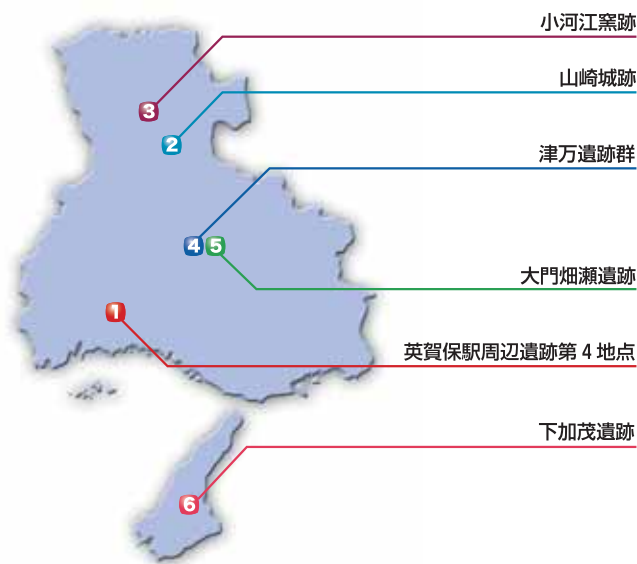 小河江窯跡
3
山崎城跡
2
津万遺跡群
4 5
大門畑瀬遺跡
1
英賀保駅周辺遺跡第4地点
下加茂遺跡
6